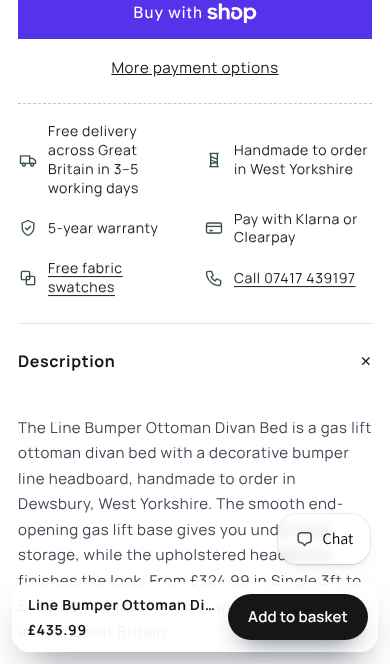 Buy with shop
More payment options
Free delivery
across Great
Britain in 3–5
working days
Handmade to order
in West Yorkshire
5-year warranty
Pay with Klarna or
Clearpay
Free fabric
swatches
Call 07417 439197
Description
The Line Bumper Ottoman Divan Bed is a gas lift
ottoman divan bed with a decorative bumper
line headboard, handmade to order in
Dewsbury, West Yorkshire. The smooth end-
opening gas lift base gives you
storage, while the upholstered
finishes the look. From £324.99 in Single 3ft to
Chat
Line Bumper Ottoman Di...
£435.99
Add to basket